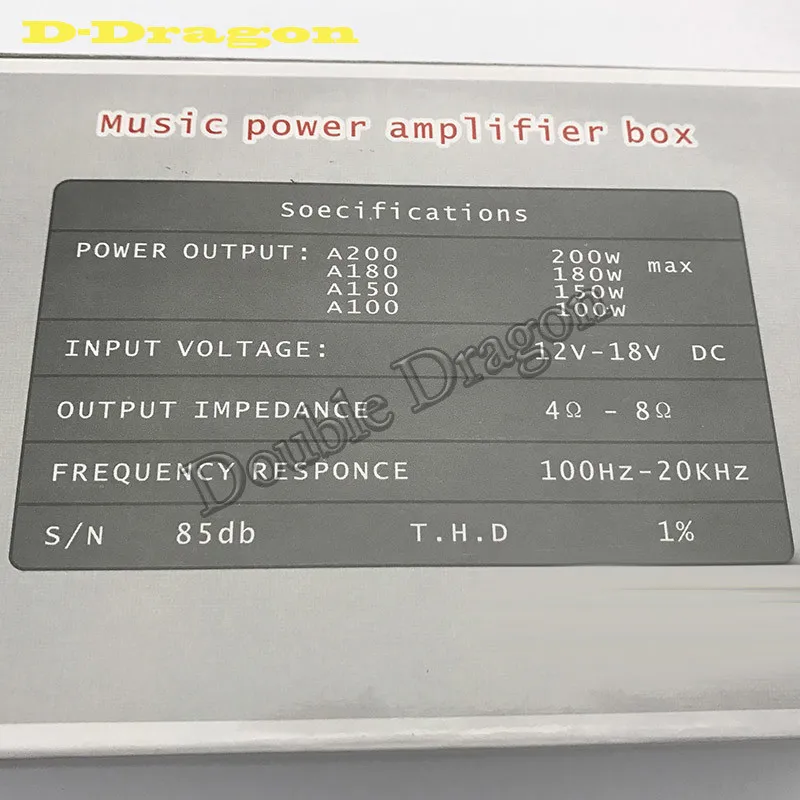 D-Dragon
Music power amplifier box
Soecifications
POWER OUTPUT: A200 200W max
A180 180W
A150 150W
A100 100W
INPUT VOLTAGE: 12V-18V DC
OUTPUT IMPEDANCE 4Ω - 8Ω
FREQUENCY RESPONCE 100HZ-20KHZ
S/N 85db T.H.D 1%
Double Dragon